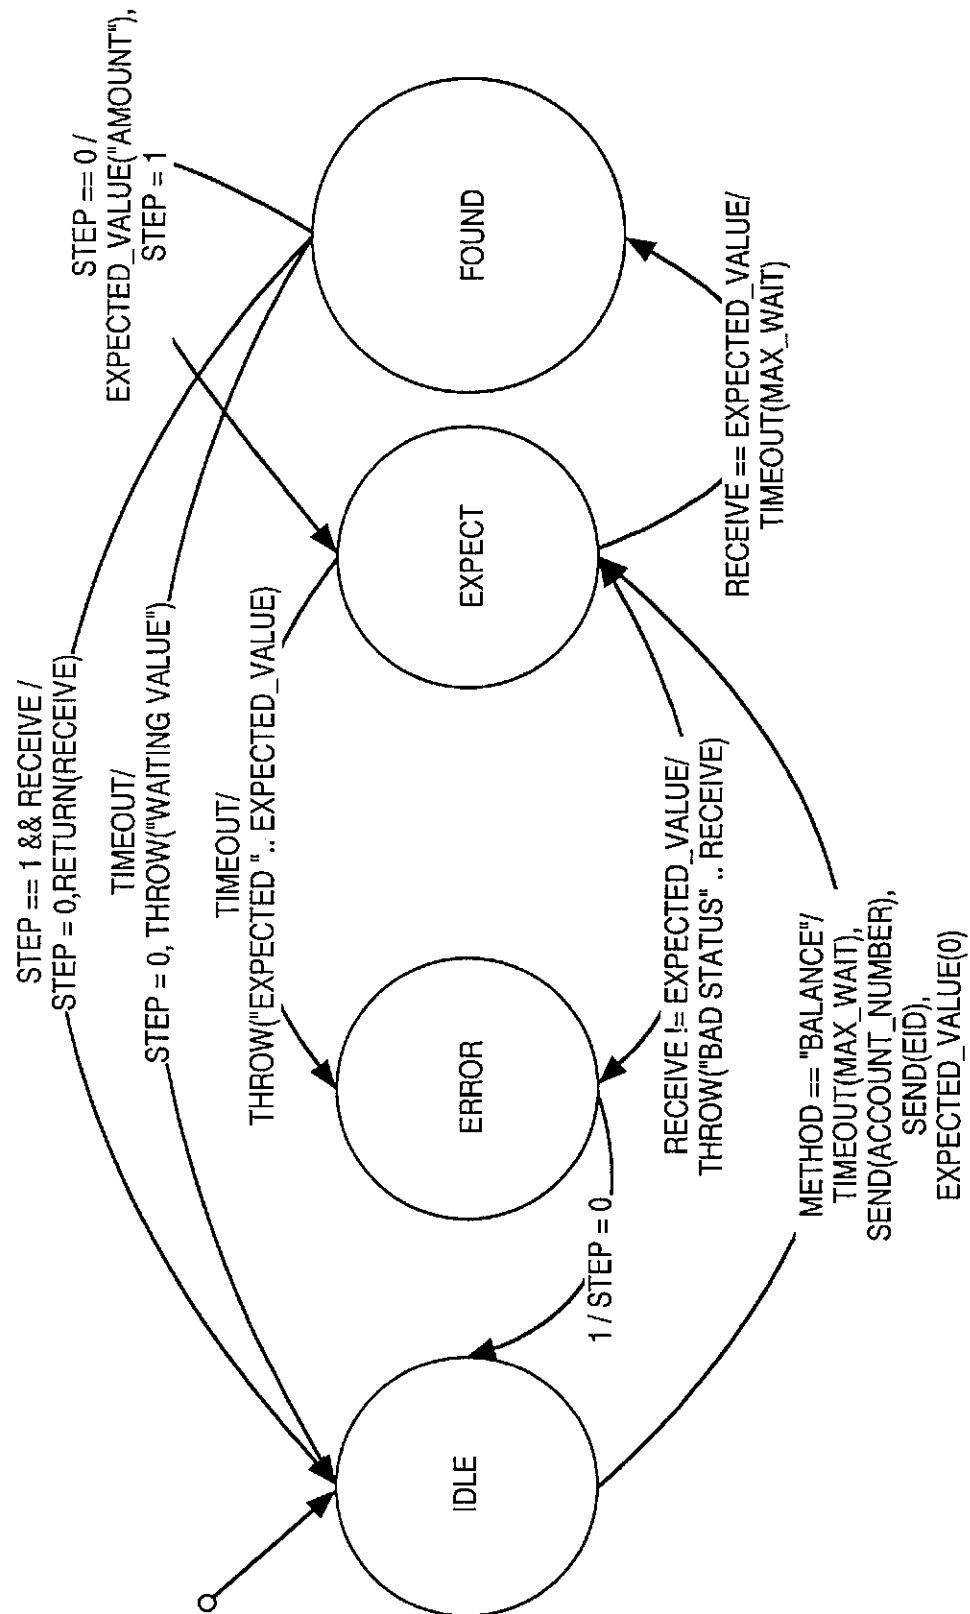 STEP == 1 && RECEIVE /
STEP = 0,RETURN(RECEIVE)
STEP == 0 /
EXPECTED_VALUE("AMOUNT"),
STEP = 1
TIMEOUT/
STEP = 0, THROW("WAITING VALUE")
TIMEOUT/
THROW("EXPECTED ".. EXPECTED_VALUE)
IDLE
ERROR
EXPECT
FOUND
1 / STEP = 0
RECEIVE != EXPECTED_VALUE/
THROW("BAD STATUS" .. RECEIVE)
RECEIVE == EXPECTED_VALUE/
TIMEOUT(MAX_WAIT)
METHOD == "BALANCE"/
TIMEOUT(MAX_WAIT),
SEND(ACCOUNT_NUMBER),
SEND(EID),
EXPECTED_VALUE(0)